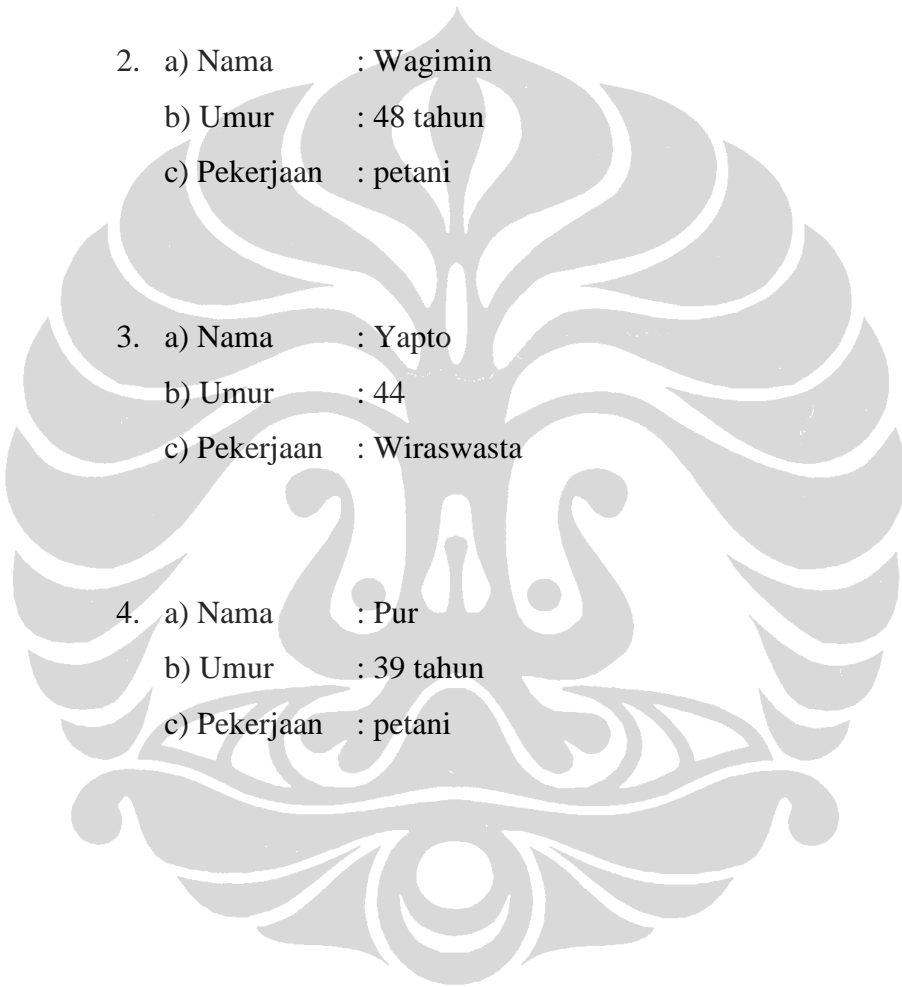 2. a) Nama : Wagimin
b) Umur : 48 tahun
c) Pekerjaan : petani
3. a) Nama : Yapto
b) Umur : 44
c) Pekerjaan : Wiraswasta
4. a) Nama : Pur
b) Umur : 39 tahun
c) Pekerjaan : petani